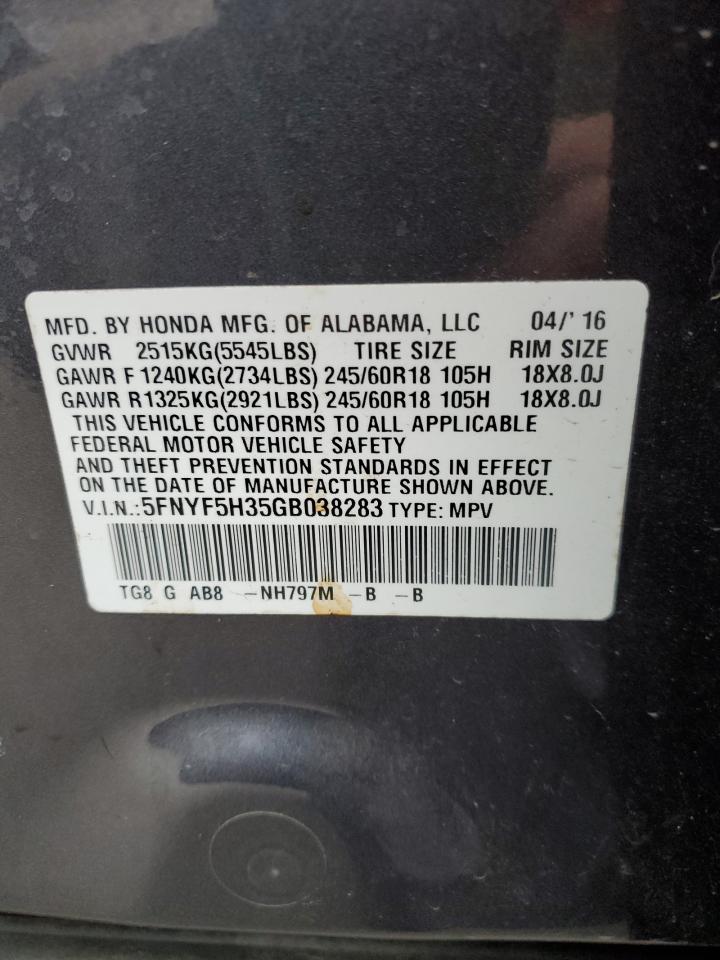 MFD. BY HONDA MFG. OF ALABAMA, LLC 04/'16
GVWR 2515KG(5545LBS) TIRE SIZE RIM SIZE
GAWR F 1240KG(2734LBS) 245/60R18 105H 18X8.0J
GAWR R1325KG(2921LBS) 245/60R18 105H 18X8.0J
THIS VEHICLE CONFORMS TO ALL APPLICABLE
FEDERAL MOTOR VEHICLE SAFETY
AND THEFT PREVENTION STANDARDS IN EFFECT
ON THE DATE OF MANUFACTURE SHOWN ABOVE.
V.I.N.:5FNYF5H35GB038283 TYPE: MPV
TG8 G AB8 –NH797M –B –B